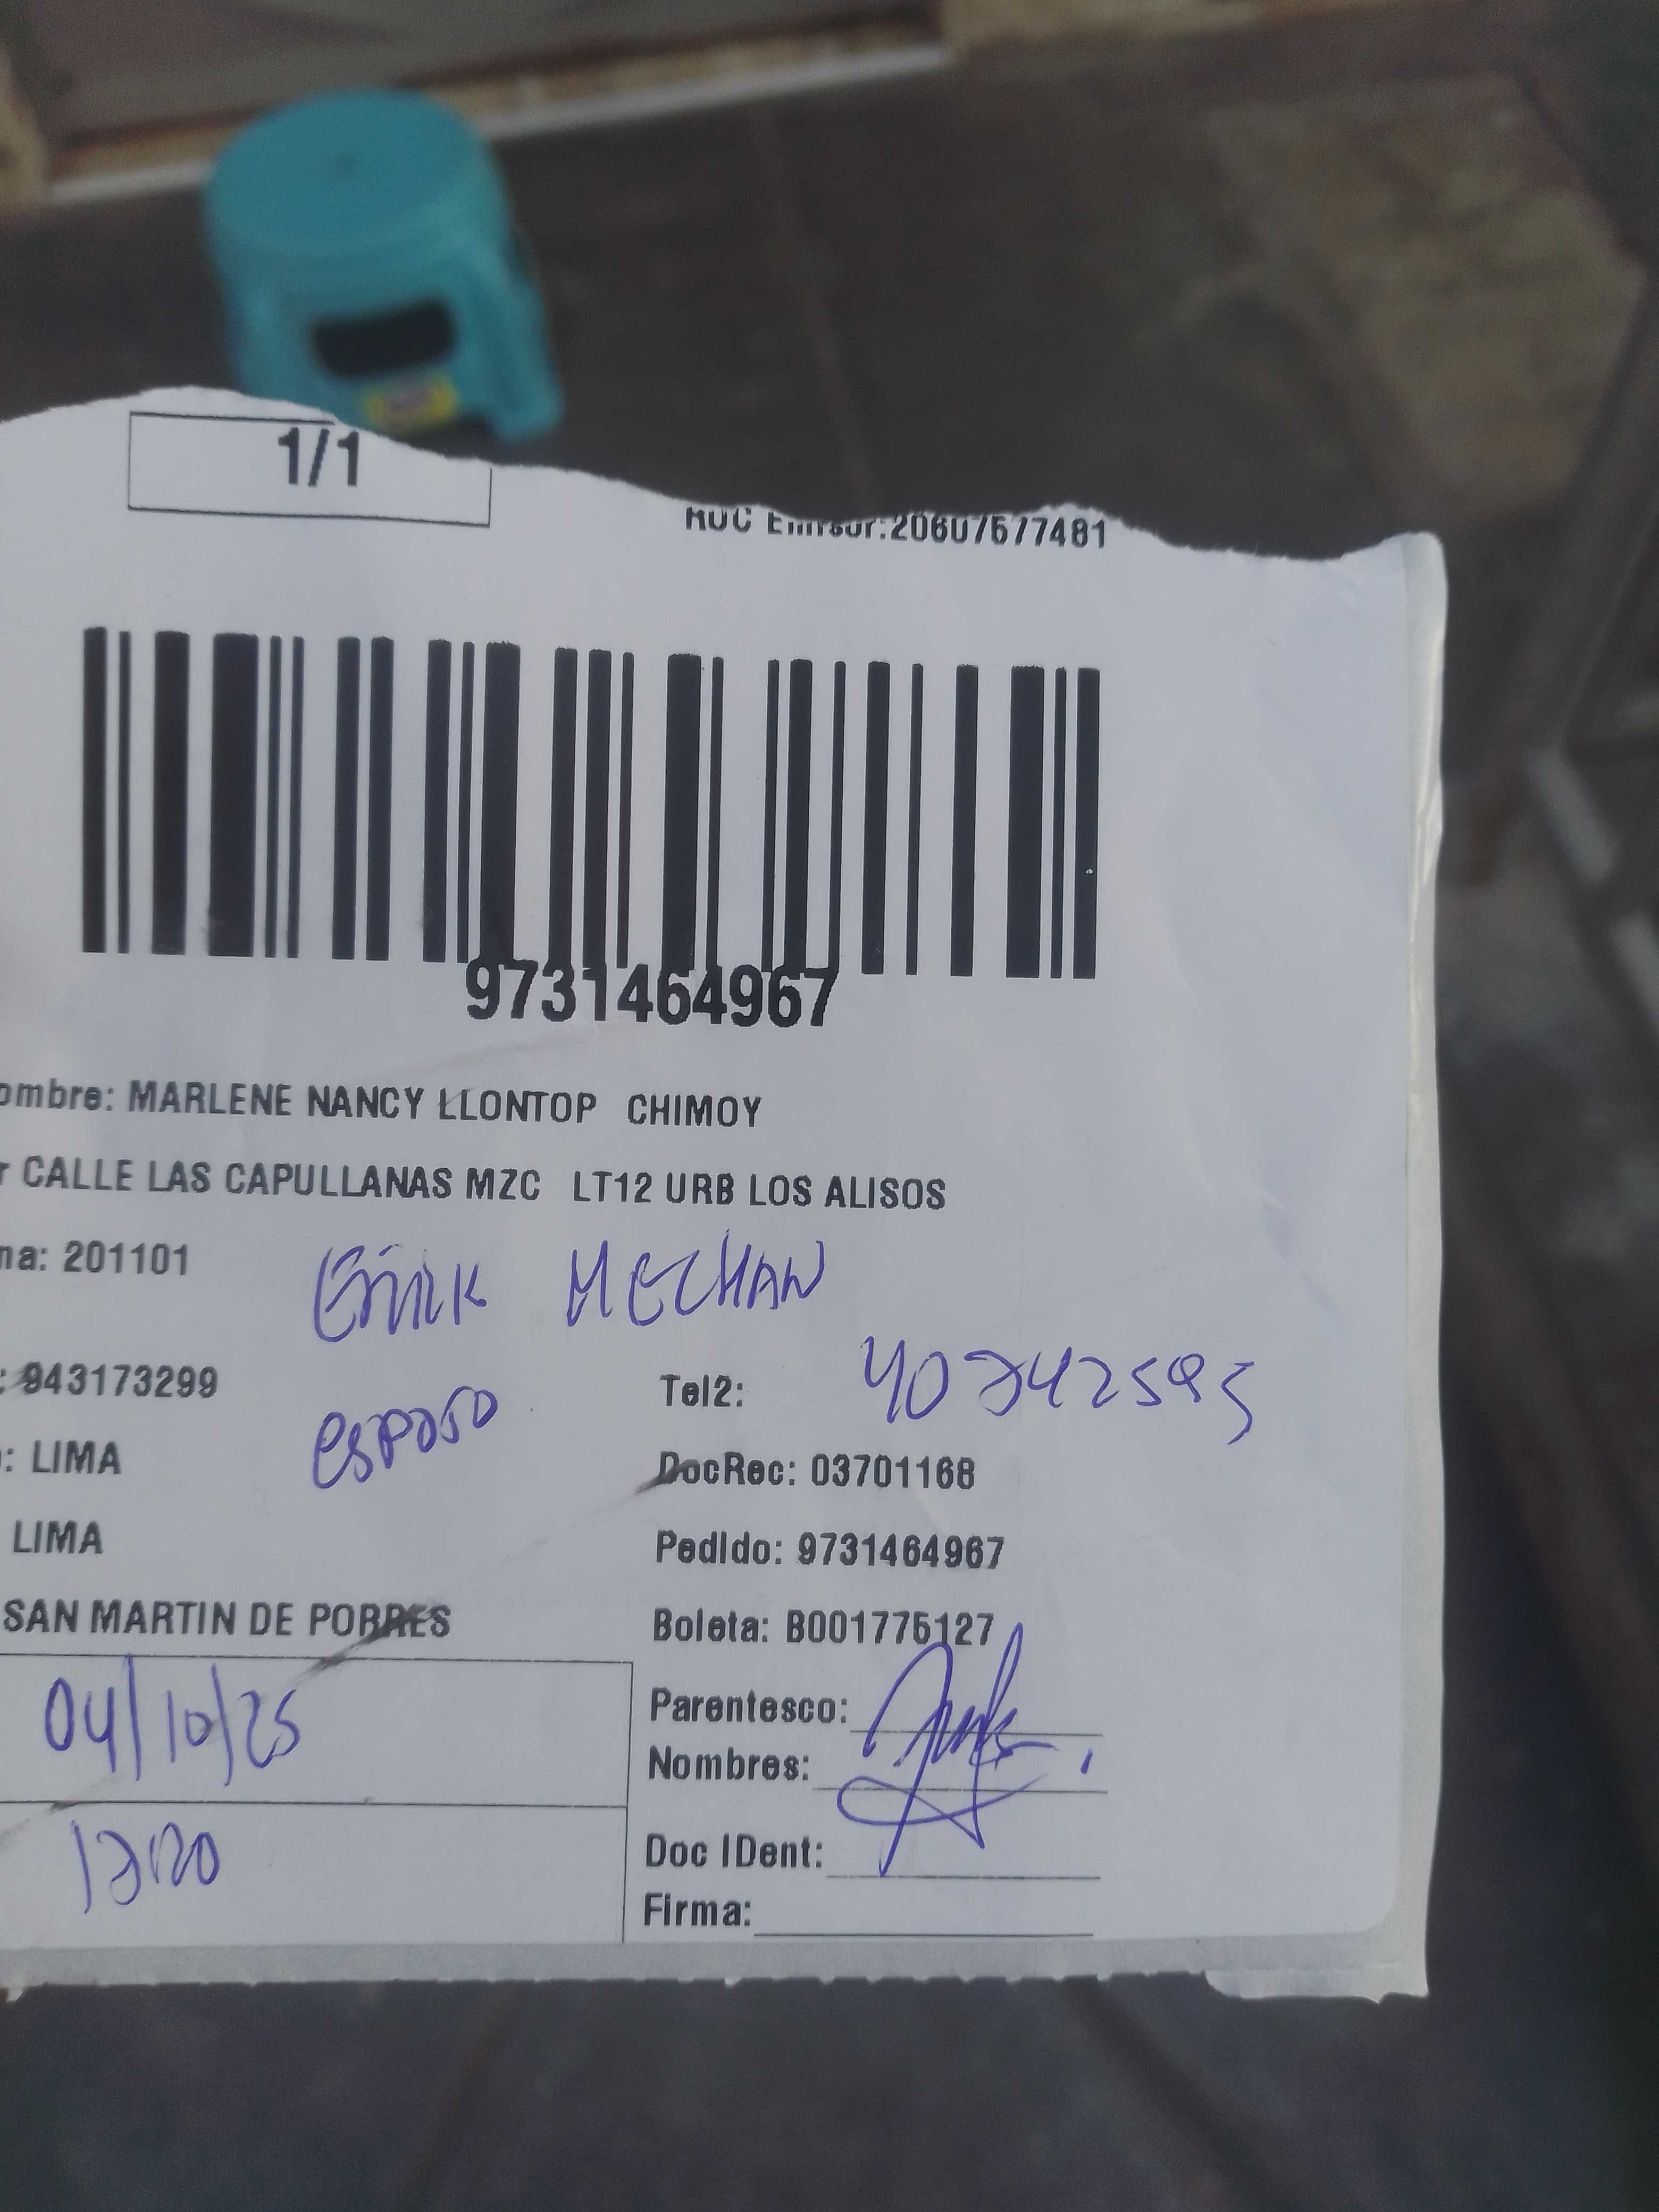 1/1
RUC Emisor:20607577481
9731464967
ombre: MARLENE NANCY LLONTOP CHIMOY
r CALLE LAS CAPULLANAS MZC LT12 URB LOS ALISOS
na: 201101
MECHAN
: 943173299
Tel2:
esposo
: LIMA
DocRec: 03701168
LIMA
Pedido: 9731464967
SAN MARTIN DE PORRES
Boleta: B001775127
04/10/25
Parentesco:
Nombres:
Doc IDent:
Firma: